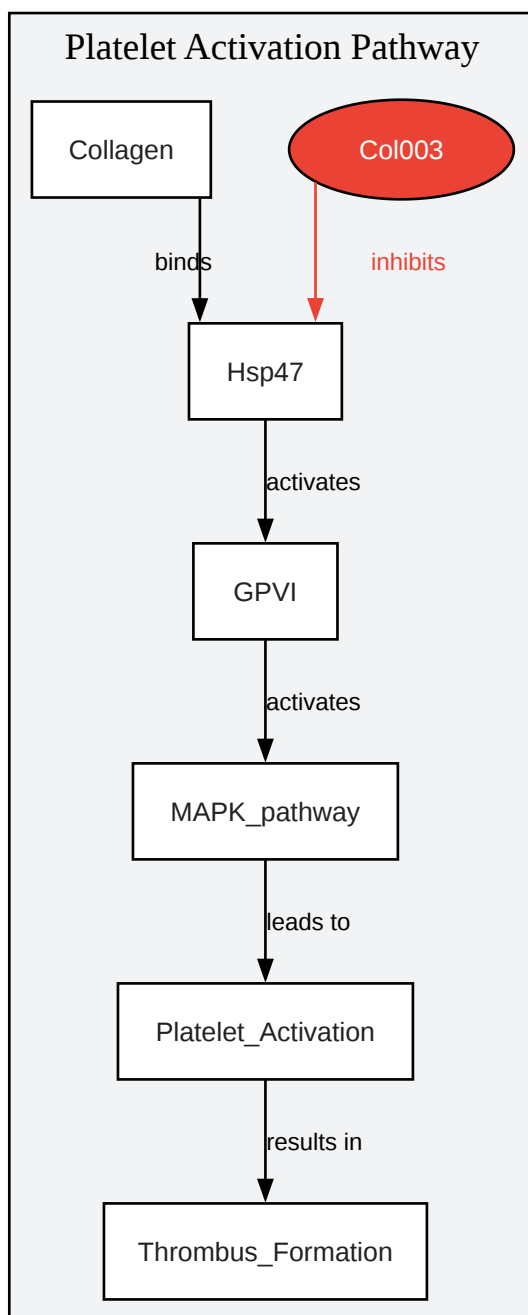 Platelet Activation Pathway
Collagen
Col003
binds
inhibits
Hsp47
activates
GPVI
activates
MAPK_pathway
leads to
Platelet_Activation
results in
Thrombus_Formation